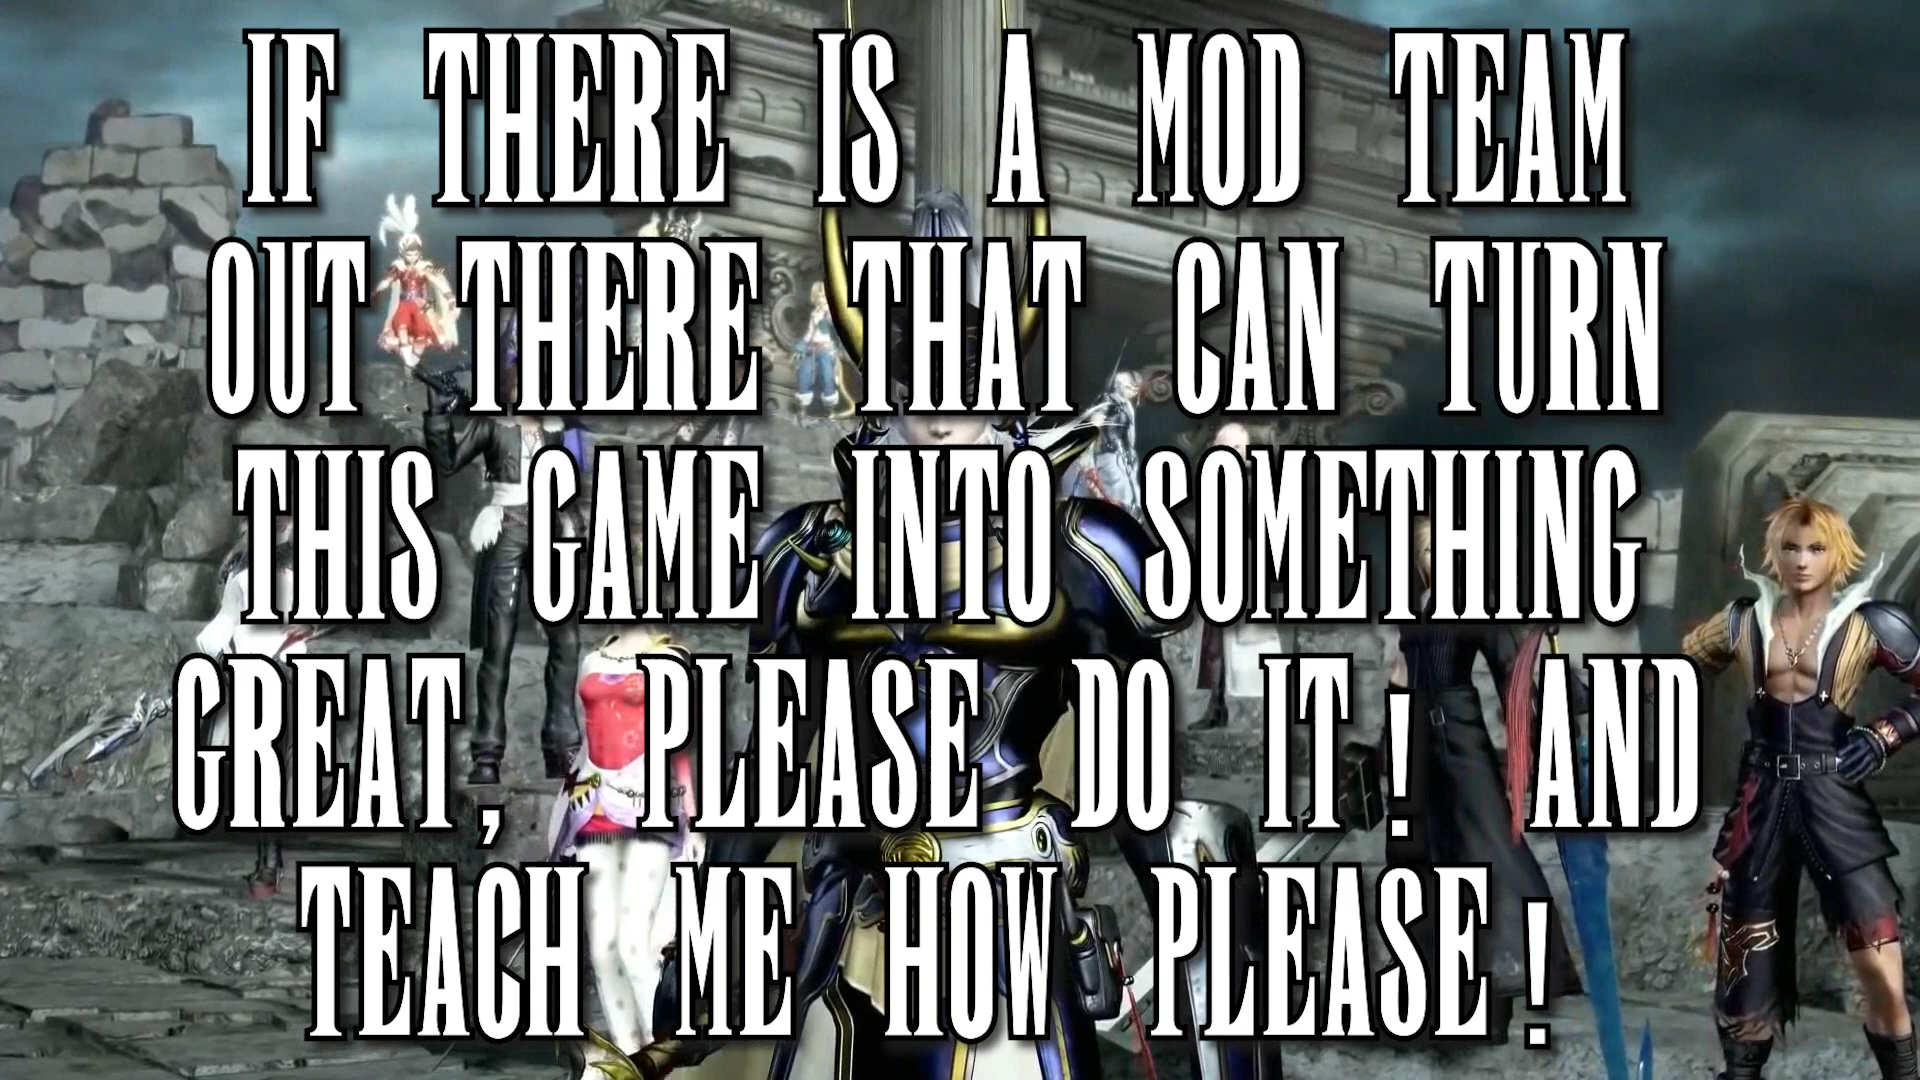 IF THERE IS A MOD TEAM
OUT THERE THAT CAN TURN
THIS GAME INTO SOMETHING
GREAT, PLEASE DO IT! AND
TEACH ME HOW PLEASE!